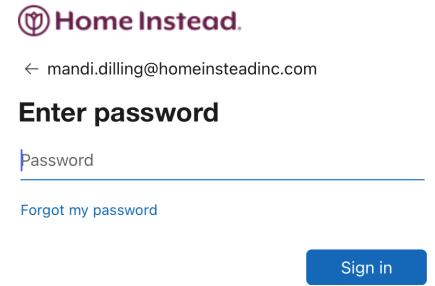 Home Instead.
← mandi.dilling@homeinsteadinc.com
Enter password
Password
Forgot my password
Sign in